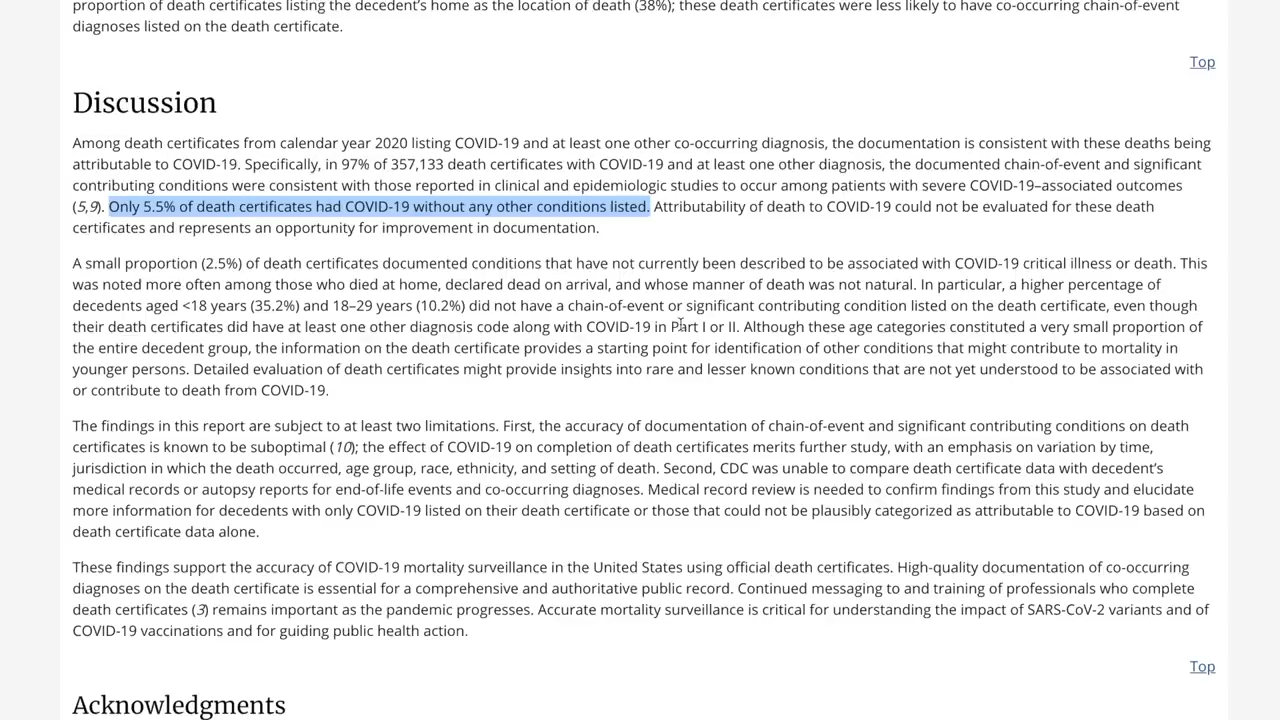 proportion of death certificates listing the decedent's home as the location of death (38%); these death certificates were less likely to have co-occurring chain-of-event
diagnoses listed on the death certificate.
Top
Discussion
Among death certificates from calendar year 2020 listing COVID-19 and at least one other co-occurring diagnosis, the documentation is consistent with these deaths being
attributable to COVID-19. Specifically, in 97% of 357,133 death certificates with COVID-19 and at least one other diagnosis, the documented chain-of-event and significant
contributing conditions were consistent with those reported in clinical and epidemiologic studies to occur among patients with severe COVID-19–associated outcomes
(5,9). Only 5.5% of death certificates had COVID-19 without any other conditions listed. Attributability of death to COVID-19 could not be evaluated for these death
certificates and represents an opportunity for improvement in documentation.
A small proportion (2.5%) of death certificates documented conditions that have not currently been described to be associated with COVID-19 critical illness or death. This
was noted more often among those who died at home, declared dead on arrival, and whose manner of death was not natural. In particular, a higher percentage of
decedents aged <18 years (35.2%) and 18–29 years (10.2%) did not have a chain-of-event or significant contributing condition listed on the death certificate, even though
their death certificates did have at least one other diagnosis code along with COVID-19 in Part I or II. Although these age categories constituted a very small proportion of
the entire decedent group, the information on the death certificate provides a starting point for identification of other conditions that might contribute to mortality in
younger persons. Detailed evaluation of death certificates might provide insights into rare and lesser known conditions that are not yet understood to be associated with
or contribute to death from COVID-19.
The findings in this report are subject to at least two limitations. First, the accuracy of documentation of chain-of-event and significant contributing conditions on death
certificates is known to be suboptimal (10); the effect of COVID-19 on completion of death certificates merits further study, with an emphasis on variation by time,
jurisdiction in which the death occurred, age group, race, ethnicity, and setting of death. Second, CDC was unable to compare death certificate data with decedent's
medical records or autopsy reports for end-of-life events and co-occurring diagnoses. Medical record review is needed to confirm findings from this study and elucidate
more information for decedents with only COVID-19 listed on their death certificate or those that could not be plausibly categorized as attributable to COVID-19 based on
death certificate data alone.
These findings support the accuracy of COVID-19 mortality surveillance in the United States using official death certificates. High-quality documentation of co-occurring
diagnoses on the death certificate is essential for a comprehensive and authoritative public record. Continued messaging to and training of professionals who complete
death certificates (3) remains important as the pandemic progresses. Accurate mortality surveillance is critical for understanding the impact of SARS-CoV-2 variants and of
COVID-19 vaccinations and for guiding public health action.
Top
Acknowledgments